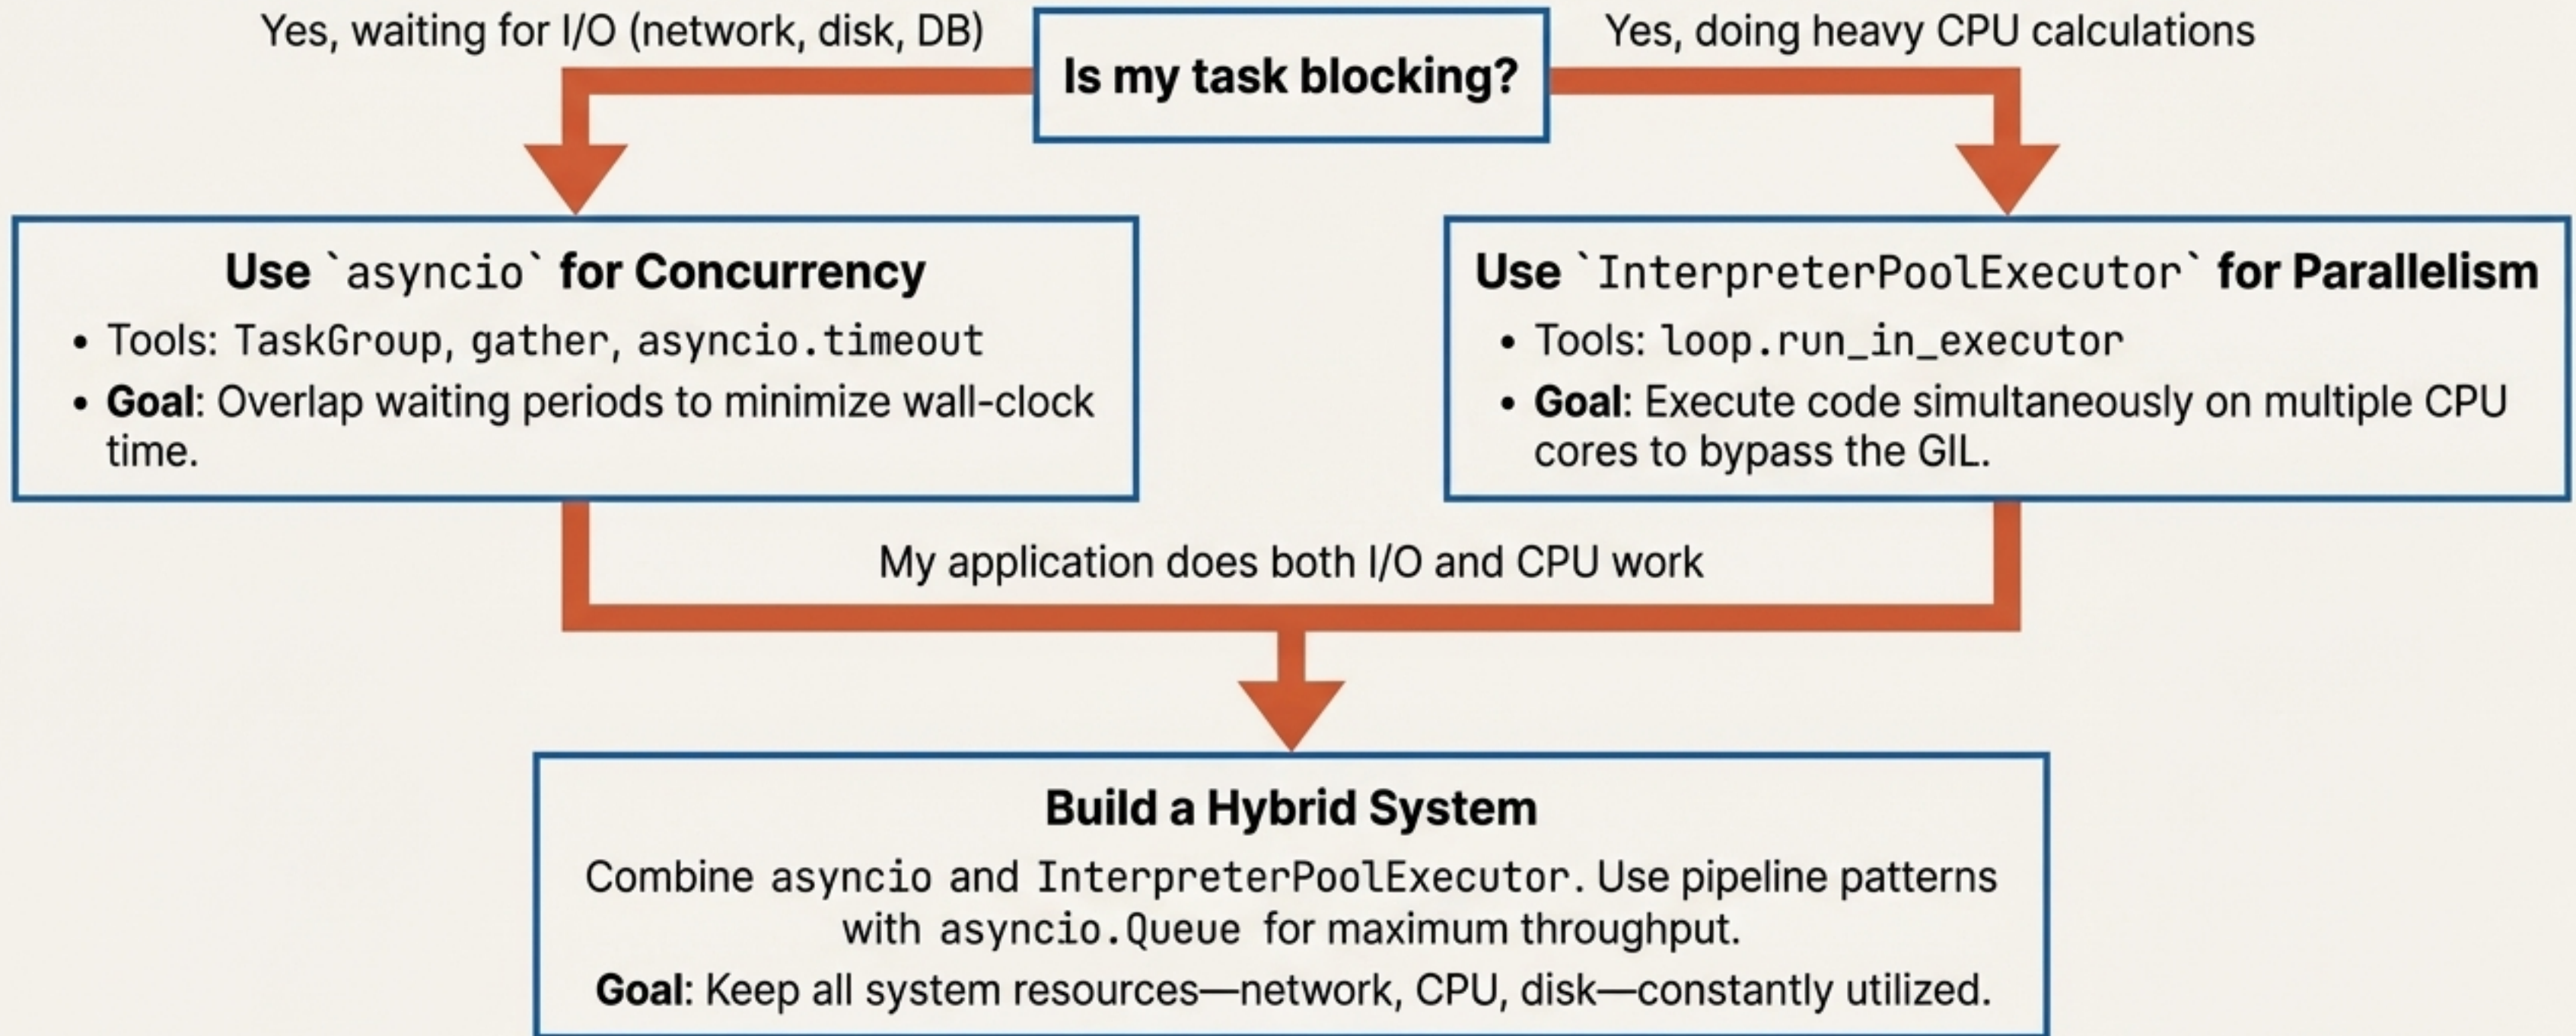 Yes, waiting for I/O (network, disk, DB)
Is my task blocking?
Yes, doing heavy CPU calculations
Use `asyncio` for Concurrency
• Tools: TaskGroup, gather, asyncio.timeout
• Goal: Overlap waiting periods to minimize wall-clock
time.
Use `InterpreterPoolExecutor` for Parallelism
• Tools: loop.run_in_executor
• Goal: Execute code simultaneously on multiple CPU
cores to bypass the GIL.
My application does both I/O and CPU work
Build a Hybrid System
Combine asyncio and InterpreterPoolExecutor. Use pipeline patterns
with asyncio.Queue for maximum throughput.
Goal: Keep all system resources—network, CPU, disk—constantly utilized.